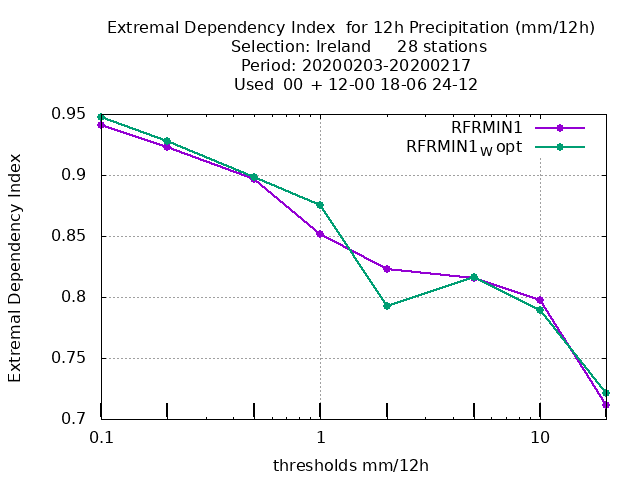 Extremal Dependency Index for 12h Precipitation (mm/12h)
Selection: Ireland 28 stations
Period: 20200203-20200217
Used 00 + 12-00 18-06 24-12
RFRMIN1
RFRMIN1W opt
Extremal Dependency Index
0.95
0.9
0.85
0.8
0.75
0.7
0.1 1 10
thresholds mm/12h